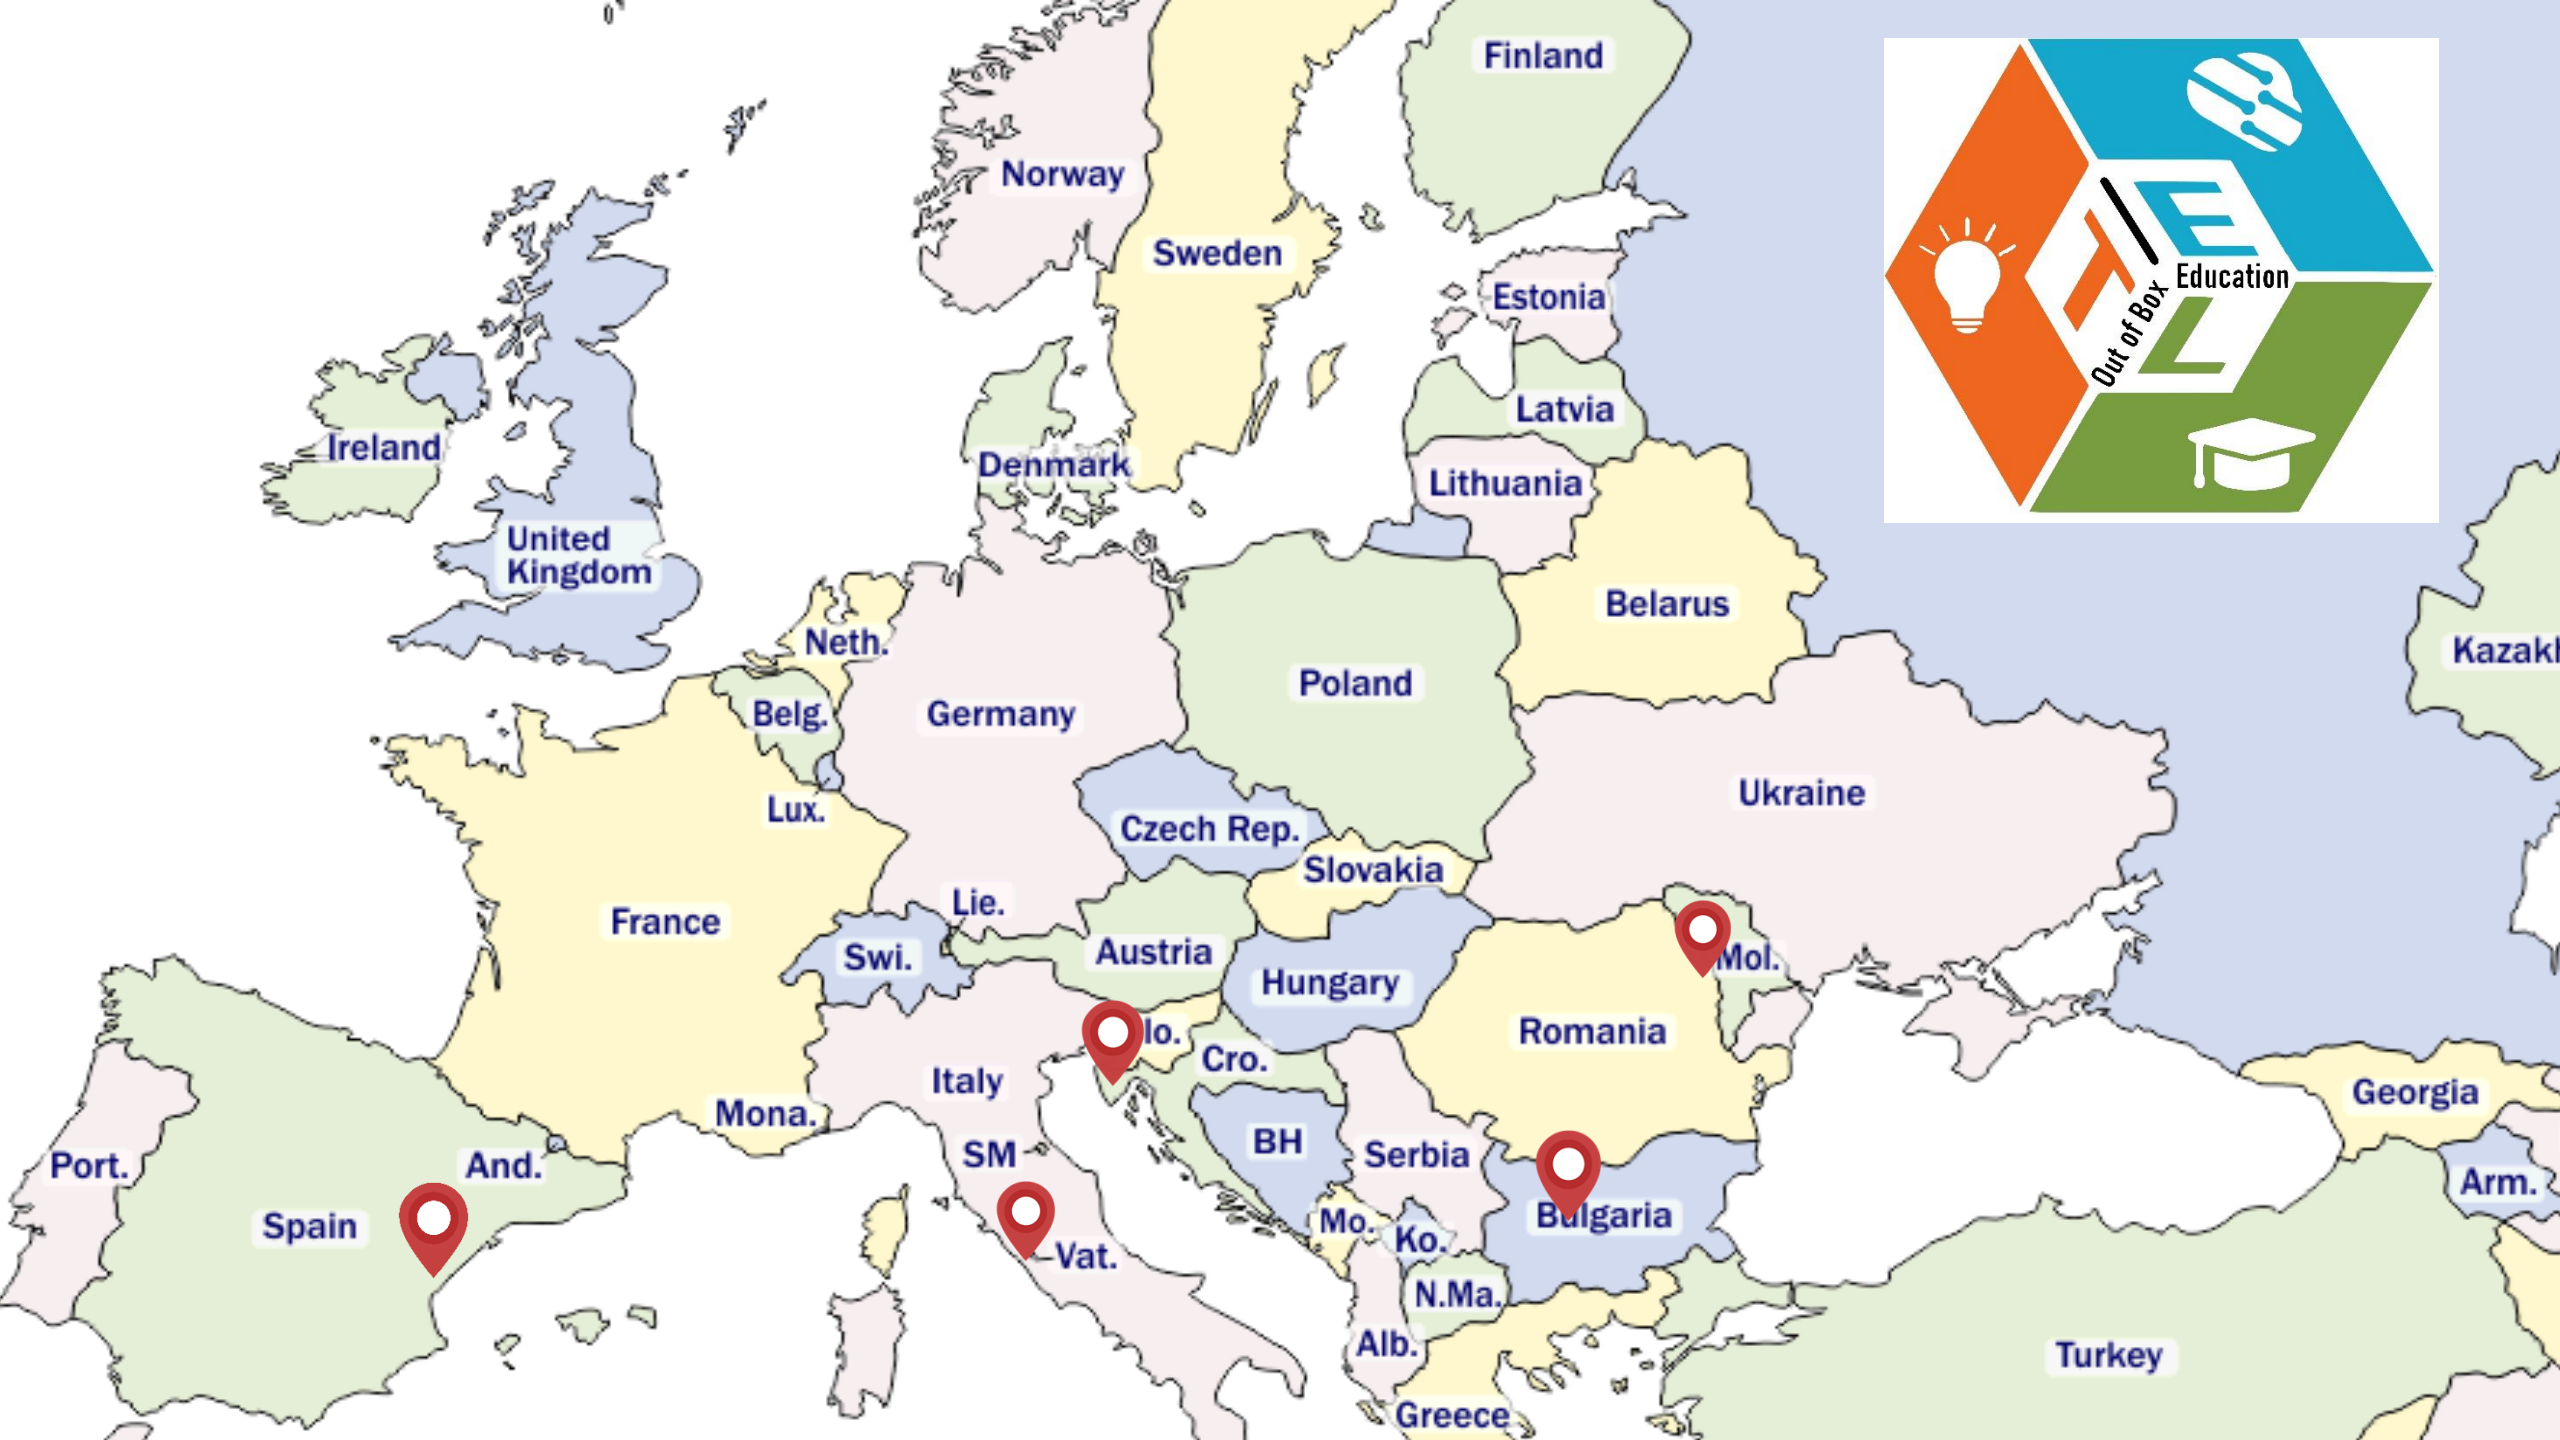 Finland
Norway
Sweden
Estonia
Education
Out of Box
Latvia
Ireland
Denmark
Lithuania
United
Kingdom
Belarus
Neth.
Kazakh
Poland
Belg.
Germany
Ukraine
Lux.
Czech Rep.
Slovakia
Lie.
France
Swi.
Austria
Mol.
Hungary
lo.
Romania
Cro.
Italy
Georgia
Mona.
BH
SM
Serbia
Port.
And.
Arm.
Spain
Mo.
Bulgaria
Ko.
Vat.
N.Ma.
Alb.
Turkey
Greece